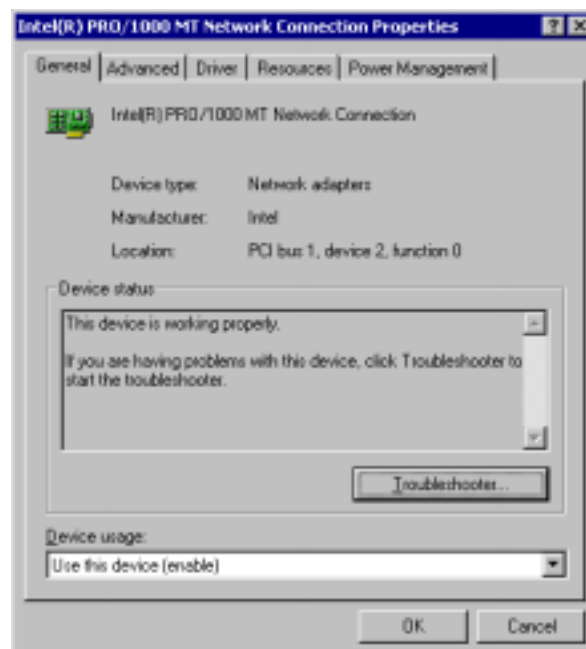 Intel(R) PRO/1000 MT Network Connection Properties
General Advanced Driver Resources Power Management
Intel(R) PRO/1000 MT Network Connection
Device type: Network adapters
Manufacturer: Intel
Location: PCI bus 1, device 2, function 0
Device status
This device is working properly.
If you are having problems with this device, click Troubleshooter to
start the troubleshooter.
Troubleshooter...
Device usage:
Use this device (enable)
OK Cancel